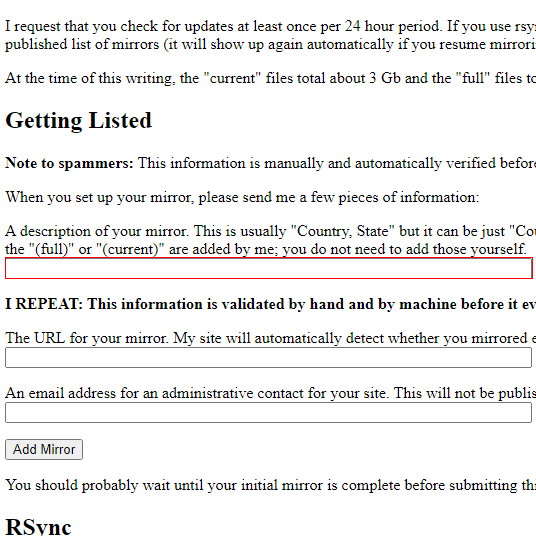 I request that you check for updates at least once per 24 hour period. If you use
published list of mirrors (it will show up again automatically if you resume
At the time of this writing, the "current" files total about 3 Gb and the "full" files
Getting Listed
Note to spammers: This information is manually and automatically verified
When you set up your mirror, please send me a few pieces of information:
A description of your mirror. This is usually "Country, State" but it can be just
the "(full)" or "(current)" are added by me; you do not need to add those yourself.
I REPEAT: This information is validated by hand and by machine before it
The URL for your mirror. My site will automatically detect whether you mirrored
An email address for an administrative contact for your site. This will not be
Add Mirror
You should probably wait until your initial mirror is complete before submitting
RSync